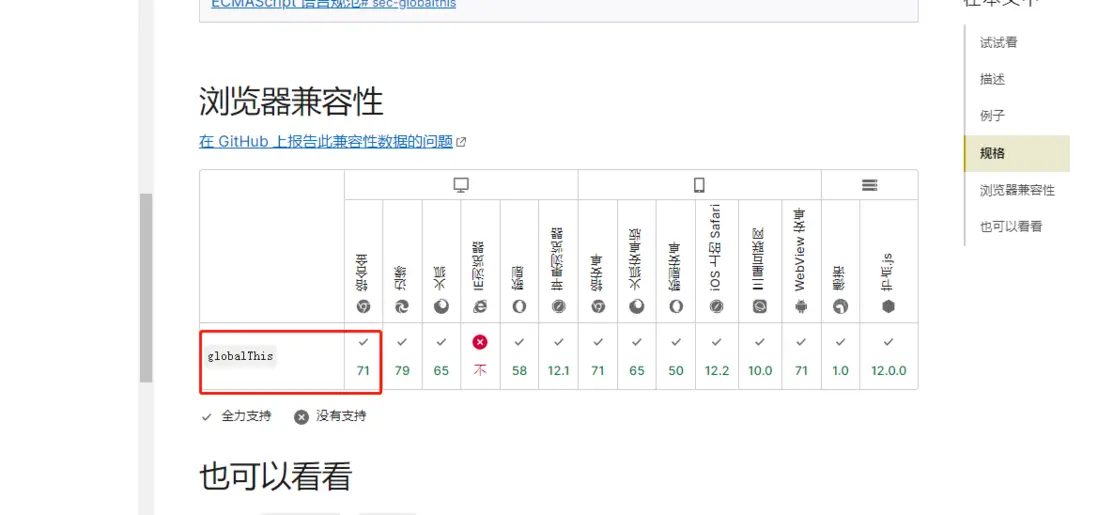 ECMAScript 语言规范# sec-globalthis
在本文中
试试看
描述
例子
规格
浏览器兼容性
也可以看看
浏览器兼容性
在 GitHub 上报告此兼容性数据的问题
铬合金
边缘
火狐
IE浏览器
歌剧
苹果浏览器
铬安卓
火狐安卓版
歌剧安卓
iOS 上的 Safari
三星互联网
WebView 安卓
德诺
节点.js
globalThis
71
79
65
不
58
12.1
71
65
50
12.2
10.0
71
1.0
12.0.0
全力支持
没有支持
也可以看看